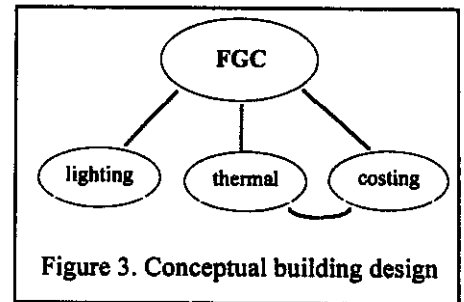 FGC
lighting thermal costing
Figure 3. Conceptual building design